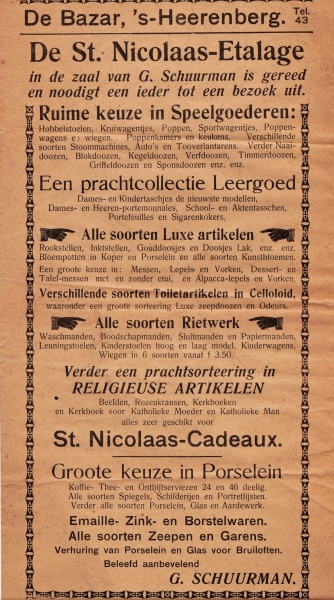 De Bazar, 's-Heerenberg. Tel. 43
De St. Nicolaas-Etalage
in de zaal van G. Schuurman is gereed
en noodigt een ieder tot een bezoek uit.
Ruime keuze in Speelgoederen:
Hobbelstoelen, Kruiwagentjes, Poppen, Sportwagentjes, Poppen-
wagens en wiegen. Poppenkamers en keukens. Verschillende
soorten Stoommachines, Auto's en Tooverlantarens. Verder Naai-
doozen, Blokdoozen, Kegeldoozen, Verfdoozen, Timmerdoozen,
Griffeldoozen en Sponsdoozen enz. enz.
Een prachtcollectie Leergoed
Dames- en Kindertaschjes de nieuwste modellen,
Dames- en Heeren-portemonnaies, School- en Aktentasschen,
Portefeuilles en Sigarenkokers.
Alle soorten Luxe artikelen
Rookstellen, Inktstellen, Gouddoosjes en Doosjes Lak, enz. enz.
Bloempotten in Koper en Porselein en alle soorten Kunstbloemen.
Een groote keuze in: Messen, Lepels en Vorken, Dessert- en
Tafel-messen met en zonder etui, en Alpacca-lepels en Vorken.
Verschillende soorten Toiletartikelen in Celloloid,
waaronder een groote sorteering Luxe zeepdoozen en Odeurs.
Alle soorten Rietwerk
Waschmanden, Boodschapmanden, Sluitmanden en Papiermanden,
Leuningstoelen, Kinderstoelen hoog en laag model, Kinderwagens,
Wiegen in 6 soorten vanaf f 3.50.
Verder een prachtsorteering in
RELIGIEUSE ARTIKELEN
Beelden, Rozenkransen, Kerkboeken
en Kerkboek voor Katholieke Moeder en Katholieke Man
alles zeer geschikt voor
St. Nicolaas-Cadeaux.
Groote keuze in Porselein
Koffie- Thee- en Ontbijtserviezen 24 en 46 deelig.
Alle soorten Spiegels, Schilderijen en Portretlijsten.
Verder alle soorten Porselein, Glas en Aardewerk.
Emaille- Zink- en Borstelwaren.
Alle soorten Zeepen en Garens.
Verhuring van Porselein en Glas voor Bruiloften.
Beleefd aanbevelend
G. SCHUURMAN.